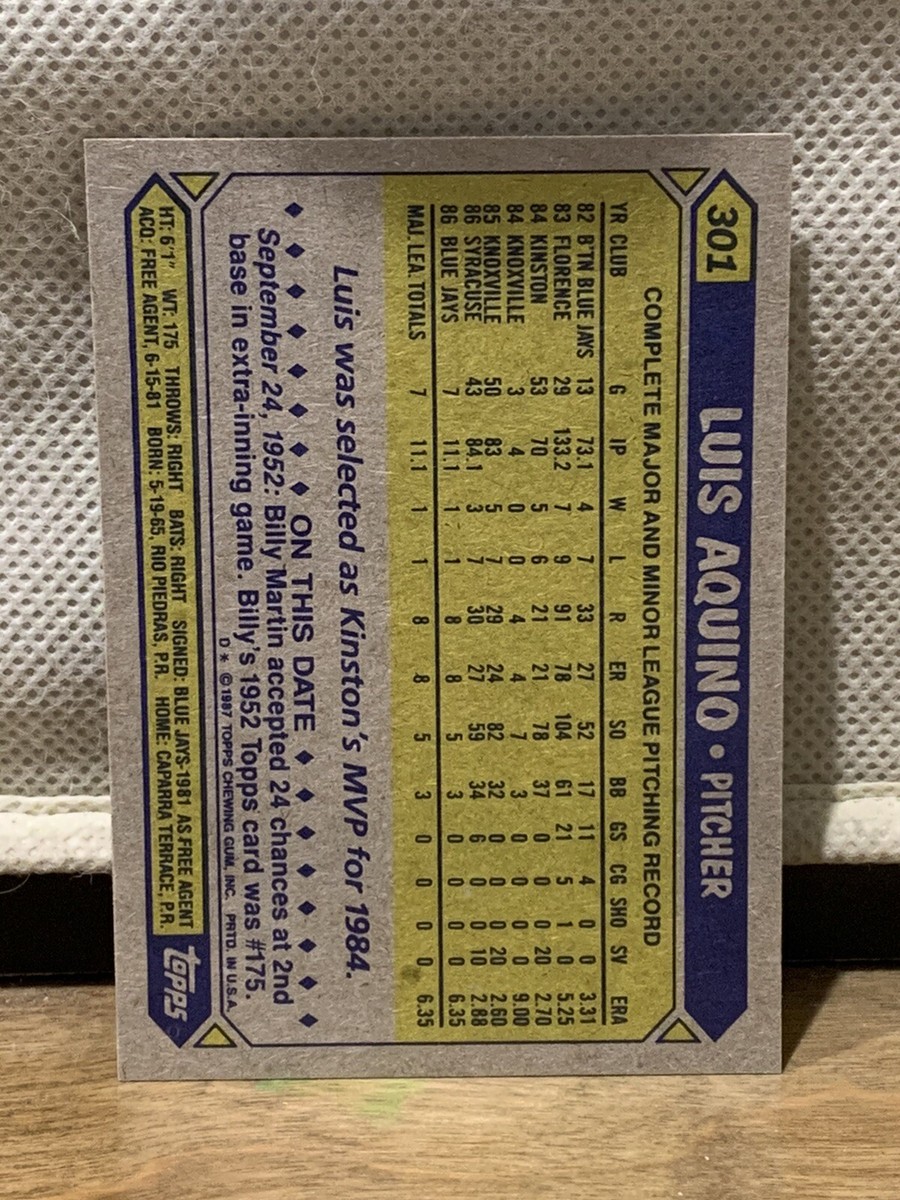 301
LUIS AQUINO • PITCHER
COMPLETE MAJOR AND MINOR LEAGUE PITCHING RECORD
YR CLUB G IP W L R ER SO BB GS CG SHO SV ERA
82 B'TN BLUE JAYS 13 73.1 4 7 33 27 52 17 11 4 0 0 3.31
83 FLORENCE 29 133.2 7 9 91 78 104 61 21 5 1 0 5.25
84 KINSTON 53 70 5 6 21 21 78 37 0 0 0 20 2.70
84 KNOXVILLE 3 4 0 0 4 4 7 3 0 0 0 0 9.00
85 KNOXVILLE 50 83 5 7 29 24 82 32 0 0 0 20 2.60
86 SYRACUSE 43 84.1 3 7 30 27 59 34 6 0 0 10 2.88
86 BLUE JAYS 7 11.1 1 1 8 8 5 3 0 0 0 0 6.35
MAJ. LEA. TOTALS 7 11.1 1 1 8 8 5 3 0 0 0 0 6.35
Luis was selected as Kinston's MVP for 1984.
ON THIS DATE
September 24, 1952: Billy Martin accepted 24 chances at 2nd
base in extra-inning game. Billy's 1952 Topps card was #175.
D* © 1987 TOPPS CHEWING GUM, INC. PRTD. IN U.S.A.
HT: 6'1" WT: 175 THROWS: RIGHT BATS: RIGHT SIGNED: BLUE JAYS-1981 AS FREE AGENT
ACQ: FREE AGENT, 6-15-81 BORN: 5-19-65, RIO PIEDRAS, P.R. HOME: CAPARRA TERRACE, P.R.
topps